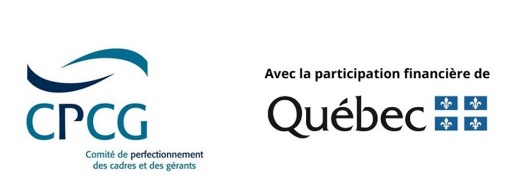 CPCG
Comité de perfectionnement
des cadres et des gérants
Avec la participation financière de
Québec